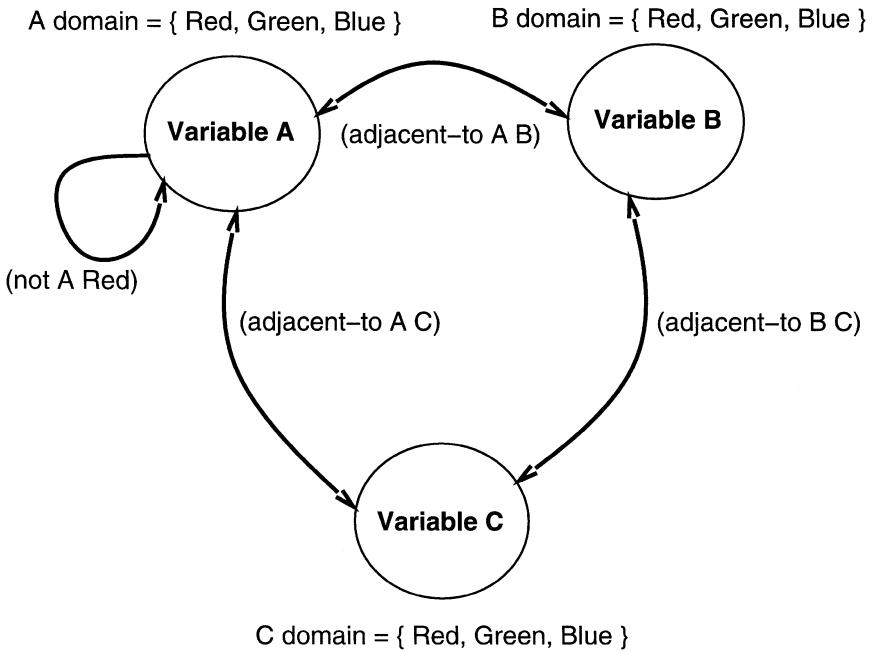 A domain = { Red, Green, Blue }
B domain = { Red, Green, Blue }
Variable A
(adjacent–to A B)
Variable B
(not A Red)
(adjacent–to A C)
(adjacent–to B C)
Variable C
C domain = { Red, Green, Blue }